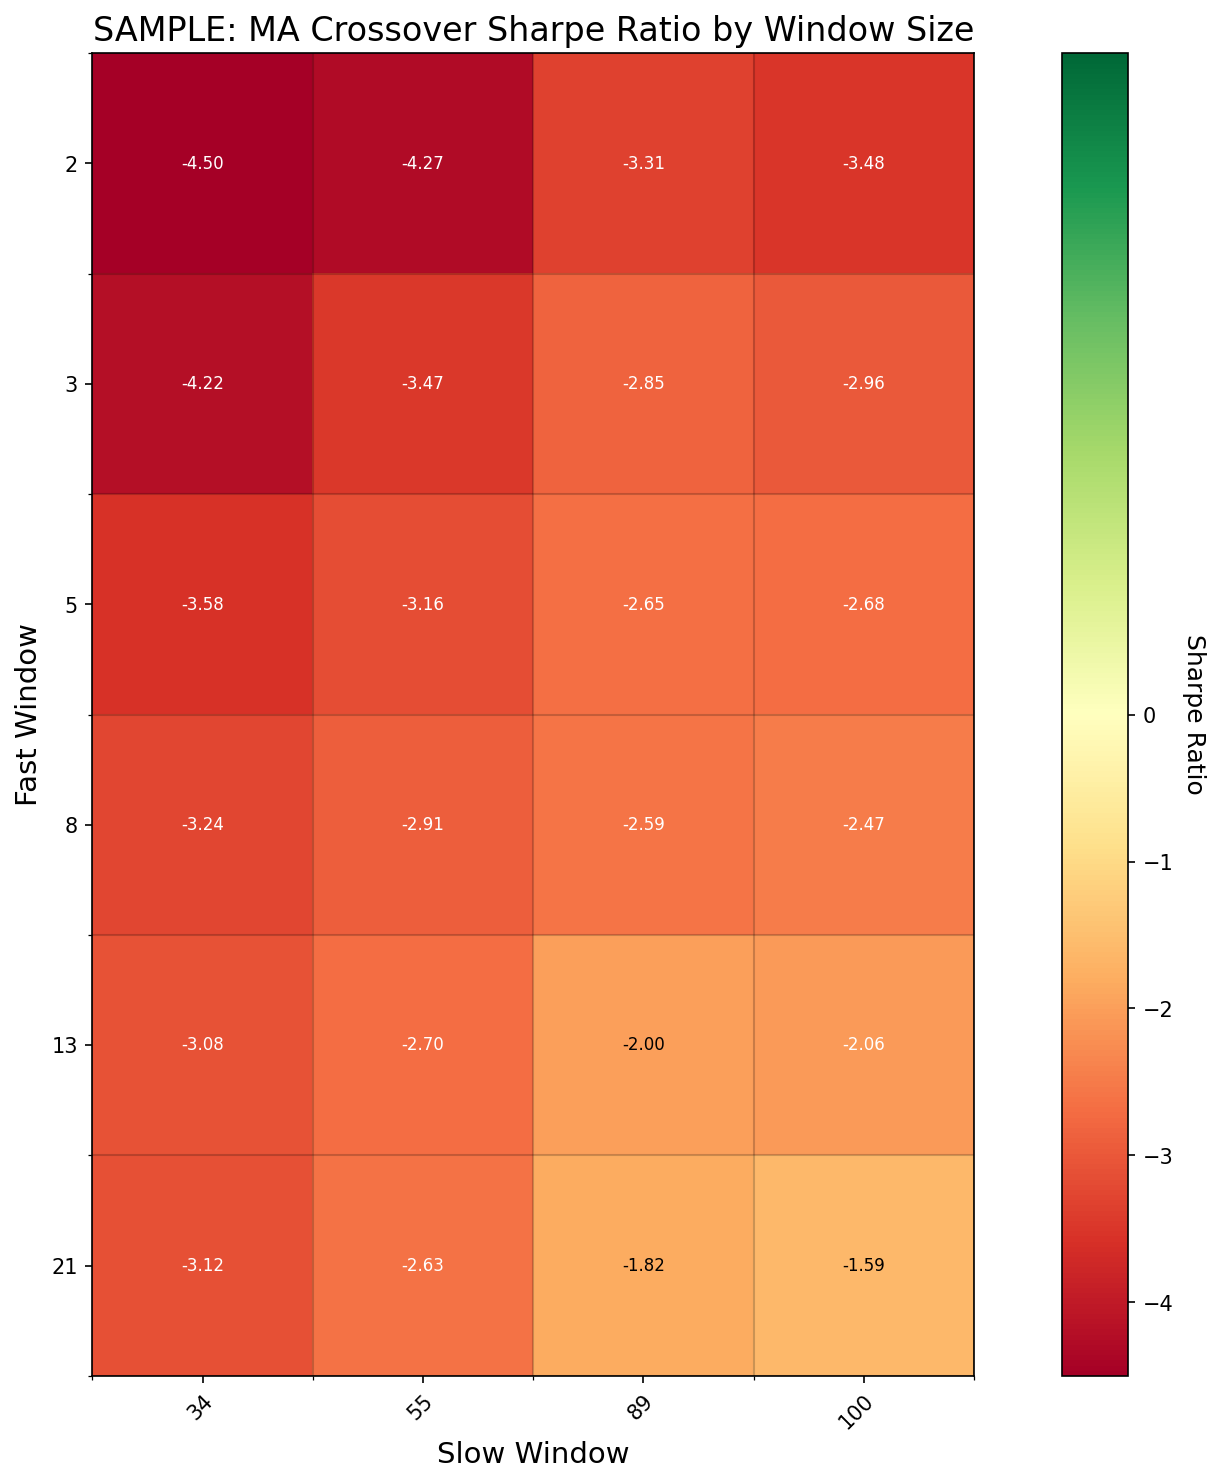 SAMPLE: MA Crossover Sharpe Ratio by Window Size
2 -4.50 -4.27 -3.31 -3.48
3 -4.22 -3.47 -2.85 -2.96
5 -3.58 -3.16 -2.65 -2.68
8 -3.24 -2.91 -2.59 -2.47
13 -3.08 -2.70 -2.00 -2.06
21 -3.12 -2.63 -1.82 -1.59
Fast Window
34 55 89 100
Slow Window
0
−1
−2
−3
−4
Sharpe Ratio